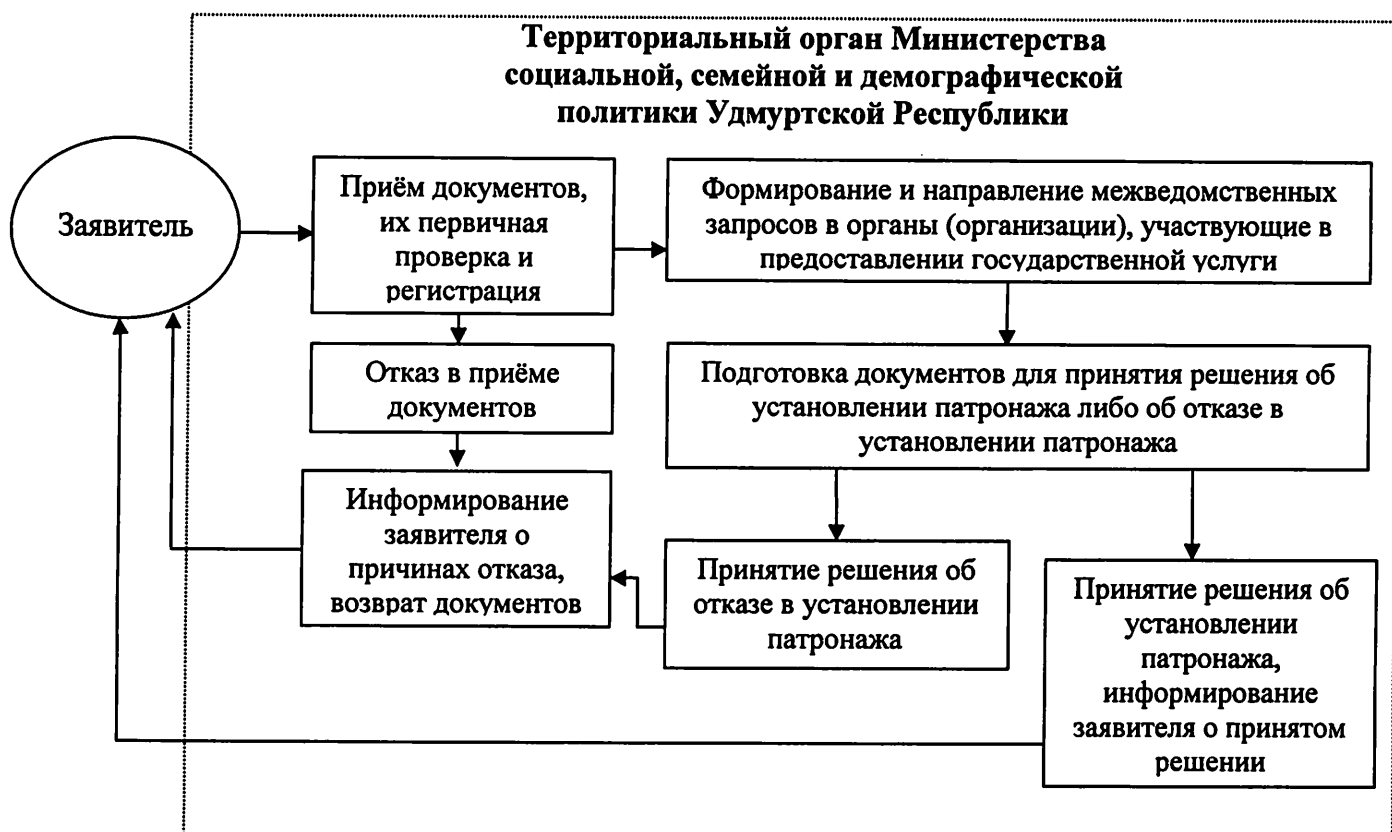 Территориальный орган Министерства
социальной, семейной и демографической
политики Удмуртской Республики
Заявитель
Приём документов,
их первичная
проверка и
регистрация
Формирование и направление межведомственных
запросов в органы (организации), участвующие в
предоставлении государственной услуги
Отказ в приёме
документов
Подготовка документов для принятия решения об
установлении патронажа либо об отказе в
установлении патронажа
Информирование
заявителя о
причинах отказа,
возврат документов
Принятие решения об
отказе в установлении
патронажа
Принятие решения об
установлении
патронажа,
информирование
заявителя о принятом
решении